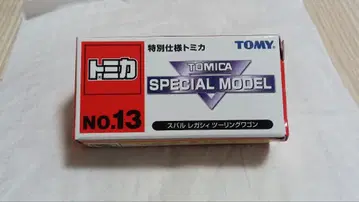 特別仕様トミカ
TOMY
トミカ
TOMICA
SPECIAL MODEL
NO.13
スバル レガシィ ツーリングワゴン